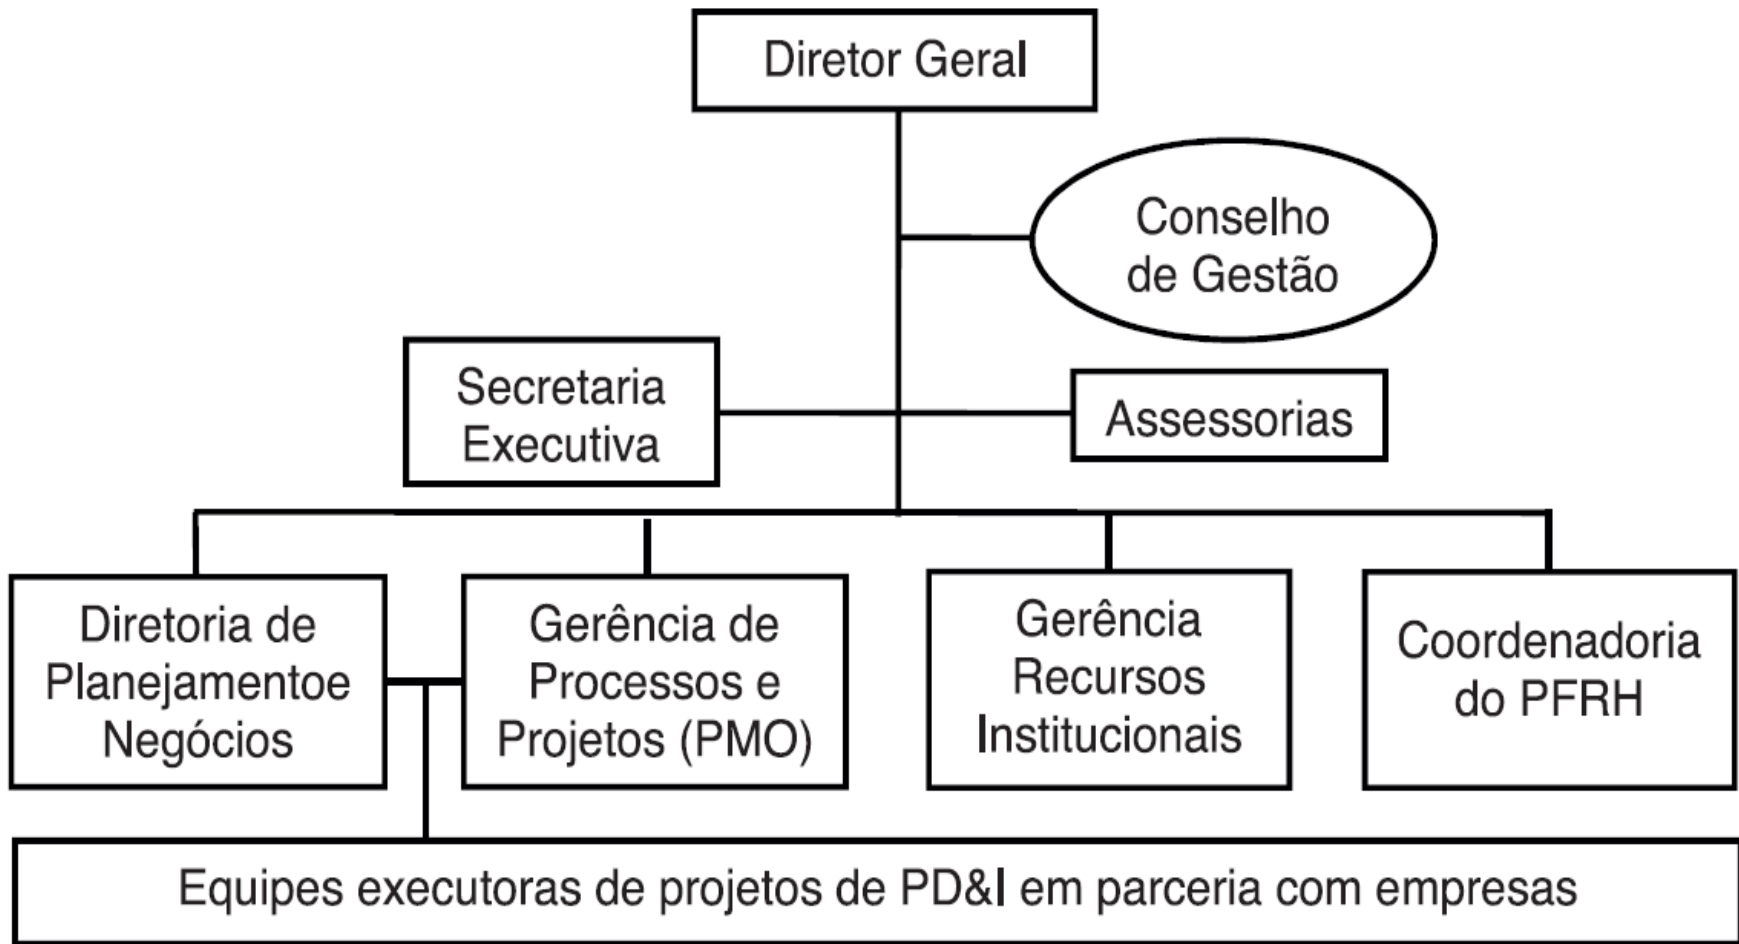 Diretor Geral
Conselho
de Gestão
Secretaria
Executiva
Assessorias
Diretoria de
Planejamentoe
Negócios
Gerência de
Processos e
Projetos (PMO)
Gerência
Recursos
Institucionais
Coordenadoria
do PFRH
Equipes executoras de projetos de PD&I em parceria com empresas